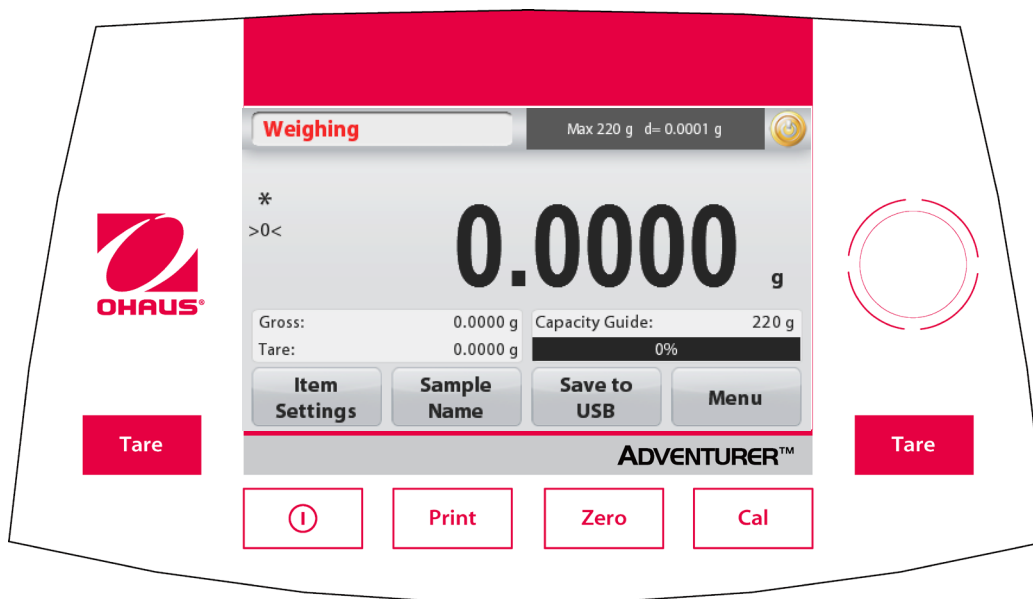 Weighing
Max 220 g d= 0.0001 g
*
>0<
0.0000 g
Gross: 0.0000 g
Tare: 0.0000 g
Capacity Guide: 220 g
0%
Item
Settings
Sample
Name
Save to
USB
Menu
OHAUS®
Tare
Tare
ADVENTURER™
Print
Zero
Cal